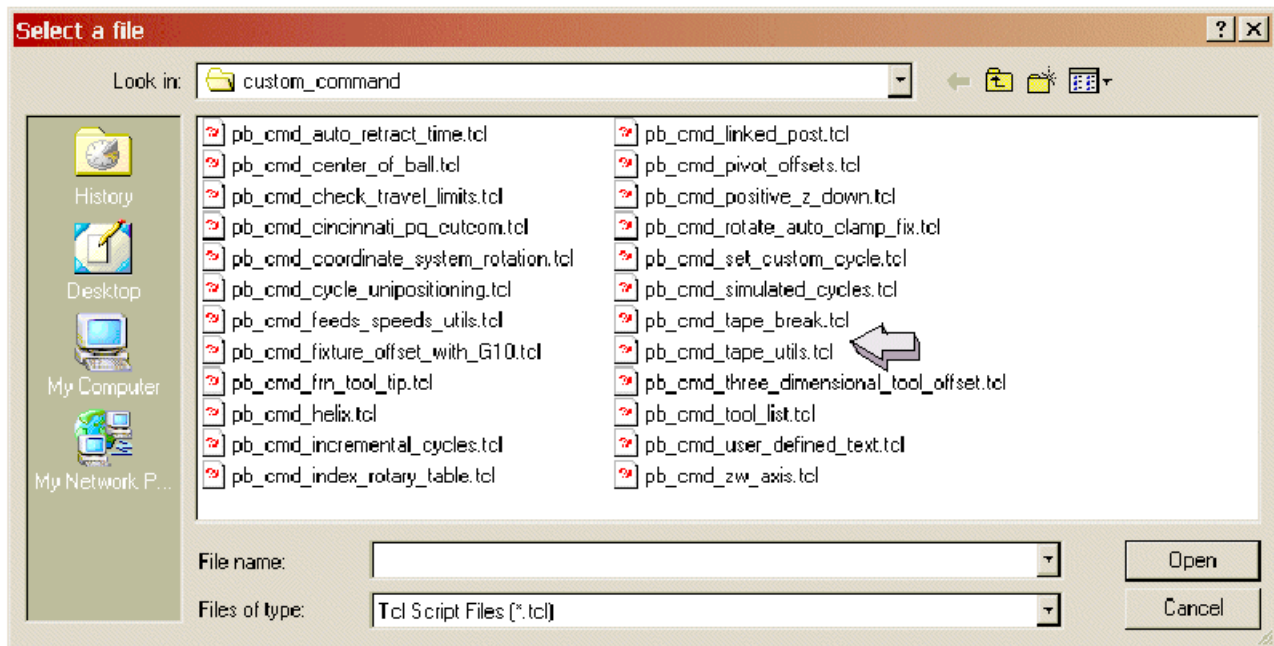 Select a file
Look in: custom_command
History
Desktop
My Computer
My Network P...
pb_cmd_auto_retract_time.tcl
pb_cmd_center_of_ball.tcl
pb_cmd_check_travel_limits.tcl
pb_cmd_cincinnati_pq_cutcom.tcl
pb_cmd_coordinate_system_rotation.tcl
pb_cmd_cycle_unipositioning.tcl
pb_cmd_feeds_speeds_utils.tcl
pb_cmd_fixture_offset_with_G10.tcl
pb_cmd_frn_tool_tip.tcl
pb_cmd_helix.tcl
pb_cmd_incremental_cycles.tcl
pb_cmd_index_rotary_table.tcl
pb_cmd_linked_post.tcl
pb_cmd_pivot_offsets.tcl
pb_cmd_positive_z_down.tcl
pb_cmd_rotate_auto_clamp_fix.tcl
pb_cmd_set_custom_cycle.tcl
pb_cmd_simulated_cycles.tcl
pb_cmd_tape_break.tcl
pb_cmd_tape_utils.tcl
pb_cmd_three_dimensional_tool_offset.tcl
pb_cmd_tool_list.tcl
pb_cmd_user_defined_text.tcl
pb_cmd_zw_axis.tcl
File name:
Open
Files of type: Tcl Script Files (*.tcl)
Cancel